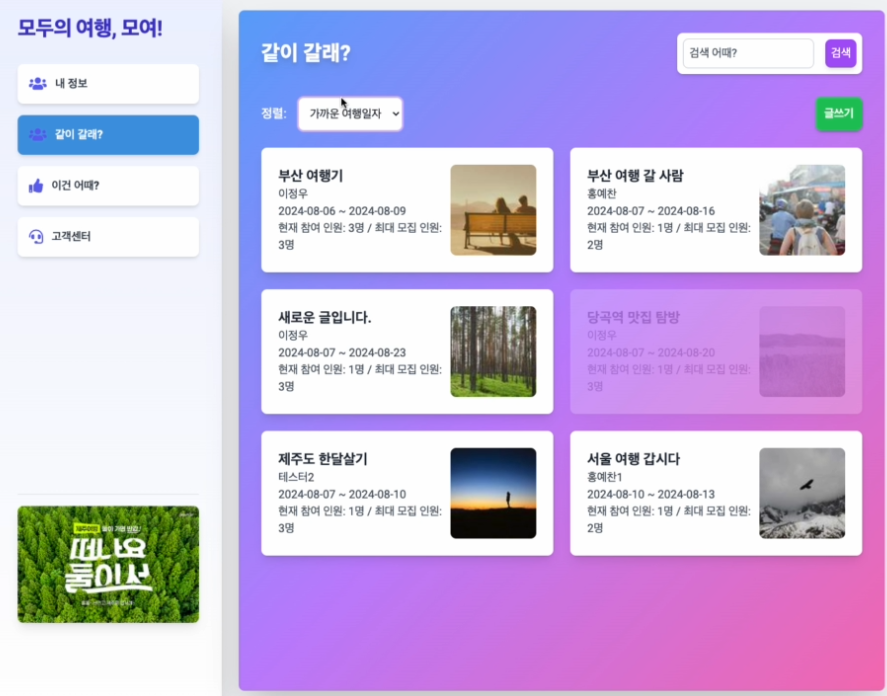 모두의 여행, 모여!
내 정보
같이 갈래?
이건 어때?
고객센터
둘이 가면 반값!
떠나요
둘이서
같이 갈래?
검색 어때?
검색
정렬:
가까운 여행일자
글쓰기
부산 여행기
이정우
2024-08-06 ~ 2024-08-09
현재 참여 인원: 3명 / 최대 모집 인원:
3명
부산 여행 갈 사람
홍예찬
2024-08-07 ~ 2024-08-16
현재 참여 인원: 1명 / 최대 모집 인원:
2명
새로운 글입니다.
이정우
2024-08-07 ~ 2024-08-23
현재 참여 인원: 1명 / 최대 모집 인원:
3명
당곡역 맛집 탐방
이정우
2024-08-07 ~ 2024-08-20
현재 참여 인원: 1명 / 최대 모집 인원:
3명
제주도 한달살기
테스터2
2024-08-07 ~ 2024-08-10
현재 참여 인원: 1명 / 최대 모집 인원:
3명
서울 여행 갑시다
홍예찬1
2024-08-10 ~ 2024-08-13
현재 참여 인원: 1명 / 최대 모집 인원:
2명